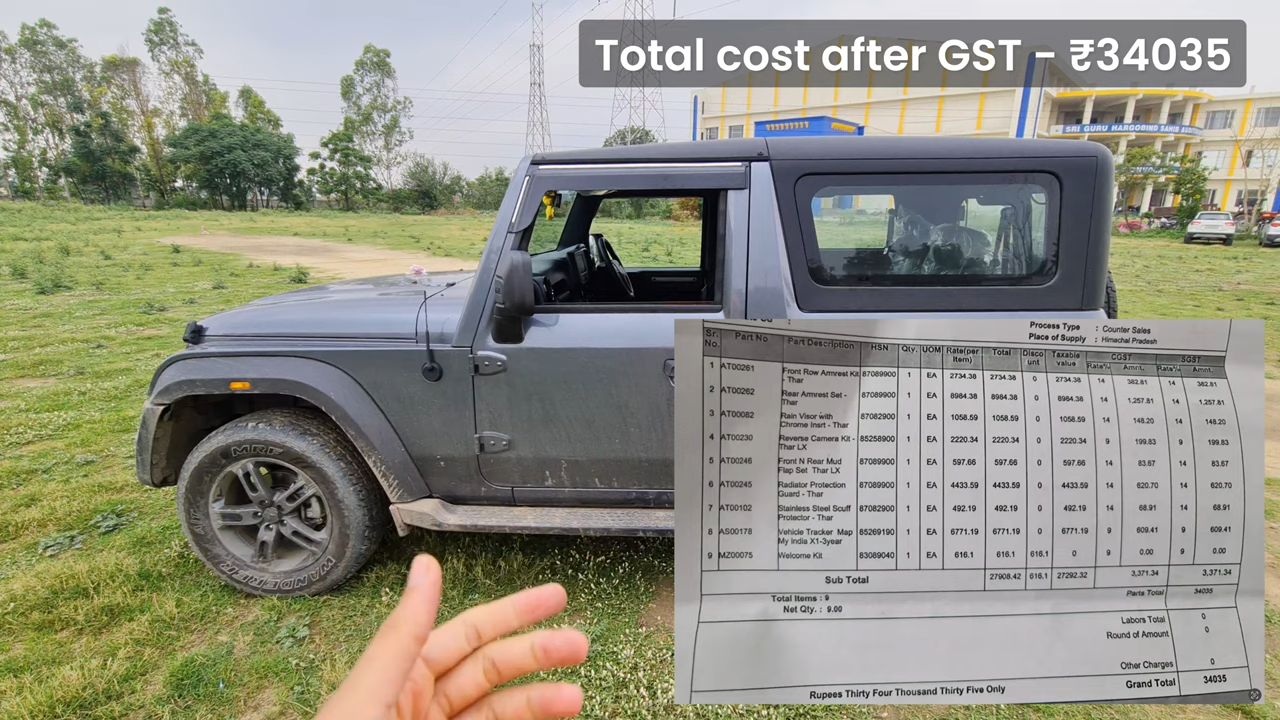 Total cost after GST - ₹34035
SRI GURU HARGOBIND SAHIB
MRF
WANDERER
Process Type : Counter Sales
Place of Supply : Himachal Pradesh
Sr. No. Part No Part Description HSN Qty. UOM Rate(per Item) Total Disco unt Taxable value CGST Rate% Amnt. SGST Rate% Amnt.
1 AT00261 Front Row Armrest Kit - Thar 87089900 1 EA 2734.38 2734.38 0 2734.38 14 382.81 14 382.81
2 AT00262 Rear Armrest Set - Thar 87089900 1 EA 8984.38 8984.38 0 8984.38 14 1,257.81 14 1,257.81
3 AT00082 Rain Visor with Chrome Insrt - Thar 87082900 1 EA 1058.59 1058.59 0 1058.59 14 148.20 14 148.20
4 AT00230 Reverse Camera Kit - Thar LX 85258900 1 EA 2220.34 2220.34 0 2220.34 9 199.83 9 199.83
5 AT00246 Front N Rear Mud Flap Set Thar LX 87089900 1 EA 597.66 597.66 0 597.66 14 83.67 14 83.67
6 AT00245 Radiator Protection Guard - Thar 87089900 1 EA 4433.59 4433.59 0 4433.59 14 620.70 14 620.70
7 AT00102 Stainless Steel Scuff Protector - Thar 87082900 1 EA 492.19 492.19 0 492.19 14 68.91 14 68.91
8 AS00178 Vehicle Tracker Map My India X1-3year 85269190 1 EA 6771.19 6771.19 0 6771.19 9 609.41 9 609.41
9 MZ00075 Welcome Kit 83089040 1 EA 616.1 616.1 616.1 0 9 0.00 9 0.00
Sub Total 27908.42 616.1 27292.32 3,371.34 3,371.34
Total Items : 9 Parts Total 34035
Net Qty. : 9.00
Labors Total 0
Round of Amount 0
Other Charges 0
Rupees Thirty Four Thousand Thirty Five Only Grand Total 34035